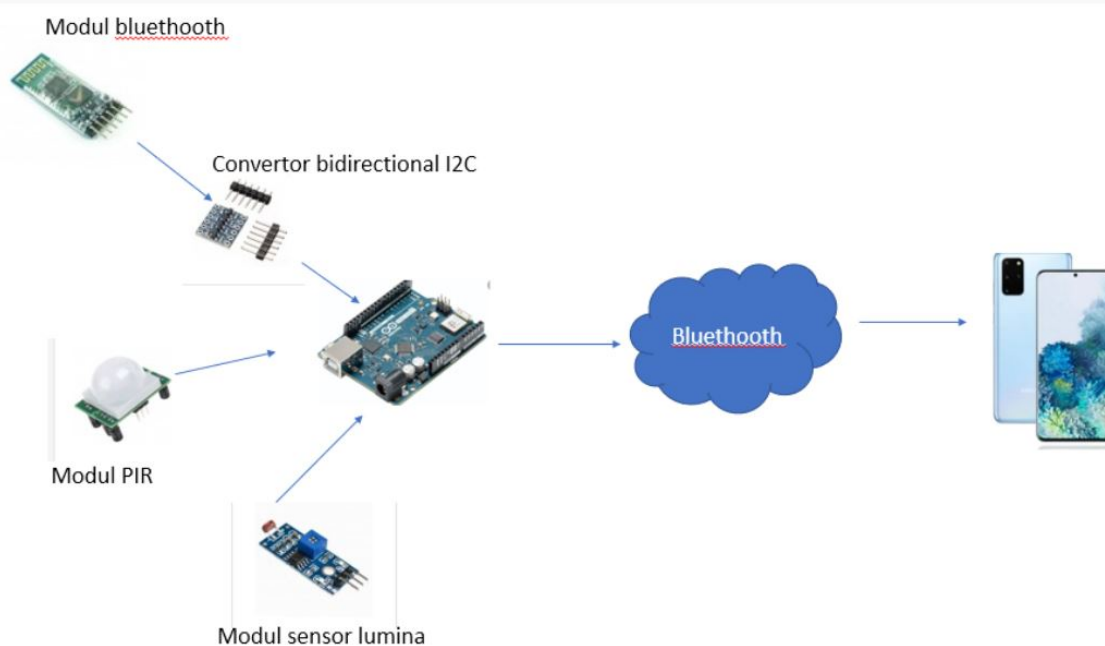 Modul bluethooth
Convertor bidirectional I2C
Bluethooth
Modul PIR
Modul sensor lumina